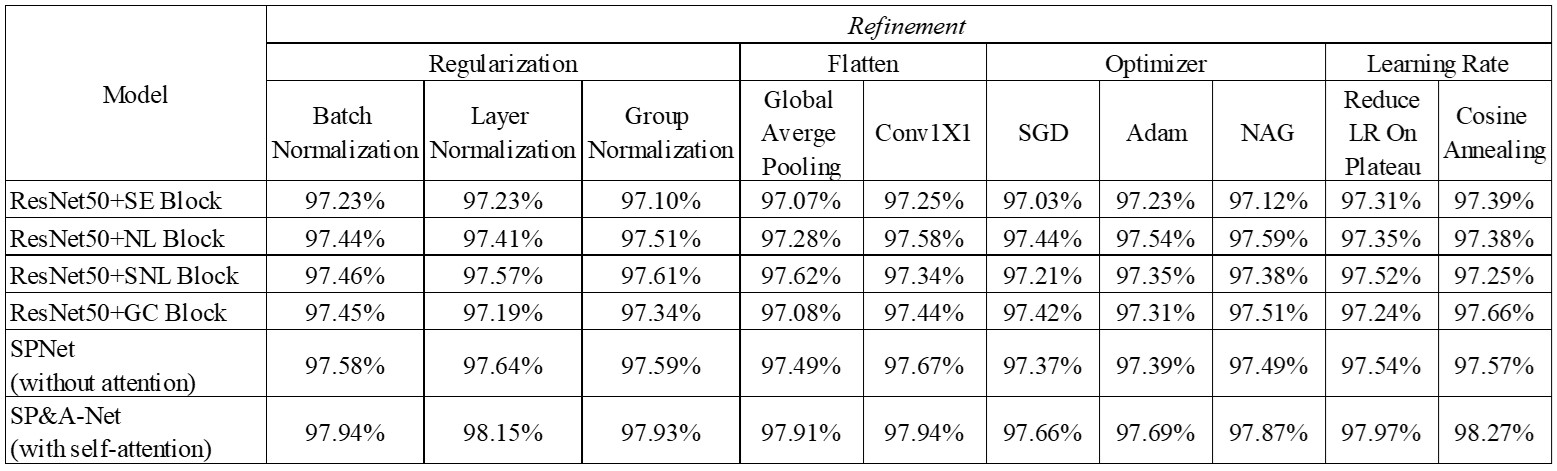 Model
Refinement
Regularization Flatten Optimizer Learning Rate
Batch
Normalization
Layer
Normalization
Group
Normalization
Global
Averge
Pooling
Conv1X1
SGD
Adam
NAG
Reduce
LR On
Plateau
Cosine
Annealing
ResNet50+SE Block 97.23% 97.23% 97.10% 97.07% 97.25% 97.03% 97.23% 97.12% 97.31% 97.39%
ResNet50+NL Block 97.44% 97.41% 97.51% 97.28% 97.58% 97.44% 97.54% 97.59% 97.35% 97.38%
ResNet50+SNL Block 97.46% 97.57% 97.61% 97.62% 97.34% 97.21% 97.35% 97.38% 97.52% 97.25%
ResNet50+GC Block 97.45% 97.19% 97.34% 97.08% 97.44% 97.42% 97.31% 97.51% 97.24% 97.66%
SPNet
(without attention) 97.58% 97.64% 97.59% 97.49% 97.67% 97.37% 97.39% 97.49% 97.54% 97.57%
SP&A-Net
(with self-attention) 97.94% 98.15% 97.93% 97.91% 97.94% 97.66% 97.69% 97.87% 97.97% 98.27%